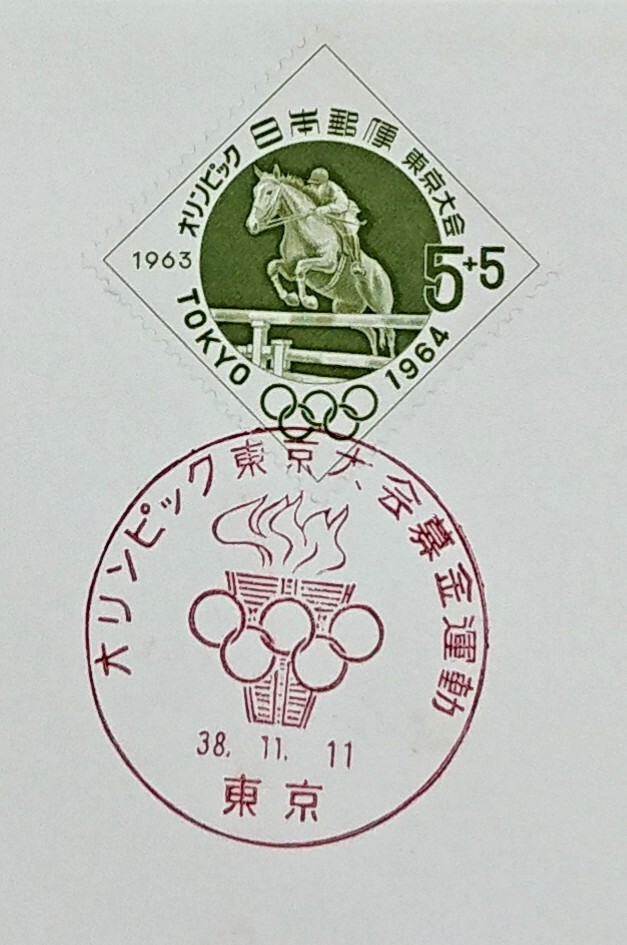 日本郵便
オリンピック東京大会
1963
5+5
TOKYO 1964
オリンピック東京大会募金運動
38. 11. 11
東京